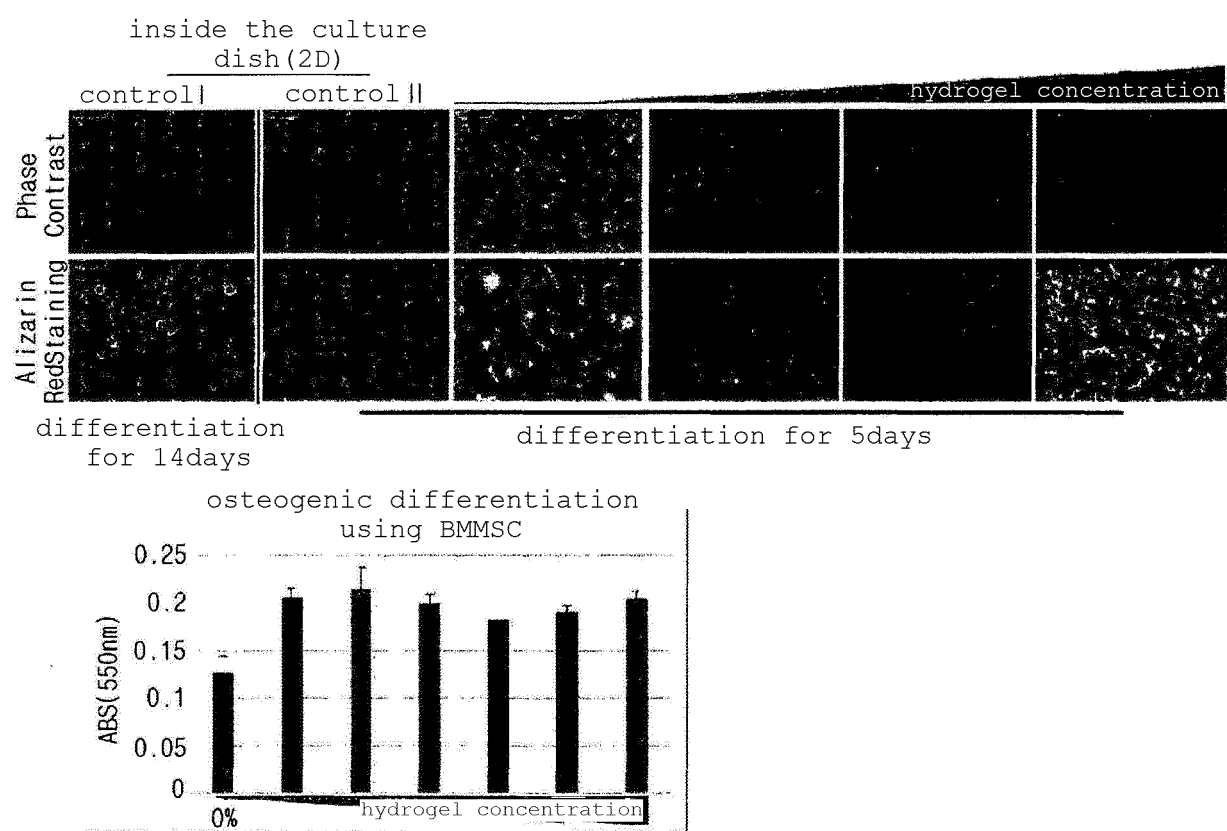 inside the culture
dish(2D)
control I
control II
hydrogel concentration
Phase
Contrast
Alizarin
RedStaining
differentiation
for 14days
differentiation for 5days
osteogenic differentiation
using BMMSC
ABS(550nm)
0.25
0.2
0.15
0.1
0.05
0
0%
hydrogel concentration